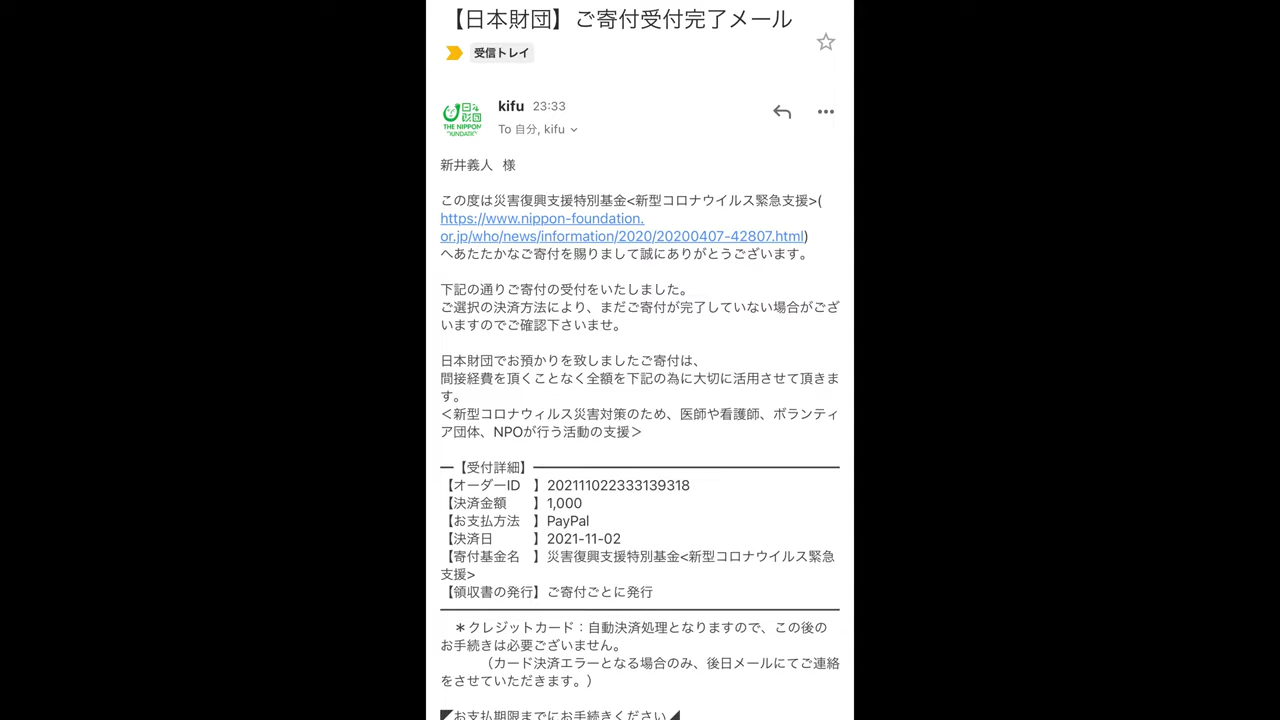 【日本財団】ご寄付受付完了メール
受信トレイ
kifu 23:33
To 自分, kifu
THE NIPPON
FOUNDATION
新井義人 様
この度は災害復興支援特別基金<新型コロナウイルス緊急支援>(
https://www.nippon-foundation.
or.jp/who/news/information/2020/20200407-42807.html)
へあたたかなご寄付を賜りまして誠にありがとうございます。
下記の通りご寄付の受付をいたしました。
ご選択の決済方法により、まだご寄付が完了していない場合がござ
いますのでご確認下さいませ。
日本財団でお預かりを致しましたご寄付は、
間接経費を頂くことなく全額を下記の為に大切に活用させて頂きま
す。
＜新型コロナウィルス災害対策のため、医師や看護師、ボランティ
ア団体、NPOが行う活動の支援＞
━【受付詳細】━━━━━━━━━━━━━━━━━━━━
【オーダーID 】202111022333139318
【決済金額 】1,000
【お支払方法 】PayPal
【決済日 】2021-11-02
【寄付基金名 】災害復興支援特別基金<新型コロナウイルス緊急
支援>
【領収書の発行】ご寄付ごとに発行
＊クレジットカード：自動決済処理となりますので、この後の
お手続きは必要ございません。
（カード決済エラーとなる場合のみ、後日メールにてご連絡
をさせていただきます。）
◤お支払期限までにお手続きください◢